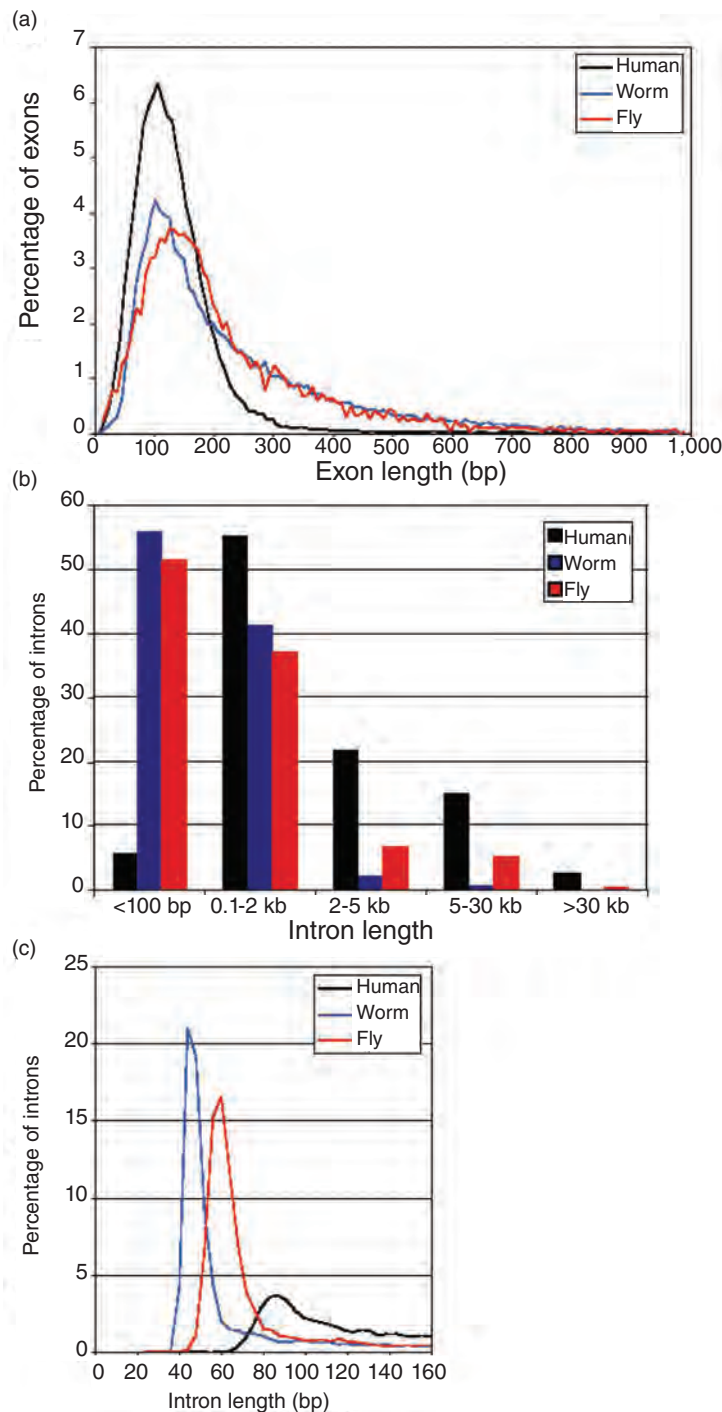 (a)
7
6
5
4
3
2
1
0
Percentage of exons
Human
Worm
Fly
0 100 200 300 400 500 600 700 800 900 1,000
Exon length (bp)
(b)
60
50
40
30
20
10
0
Percentage of introns
Human
Worm
Fly
<100 bp 0.1-2 kb 2-5 kb 5-30 kb >30 kb
Intron length
(c)
25
20
15
10
5
0
Percentage of introns
Human
Worm
Fly
0 20 40 60 80 100 120 140 160
Intron length (bp)